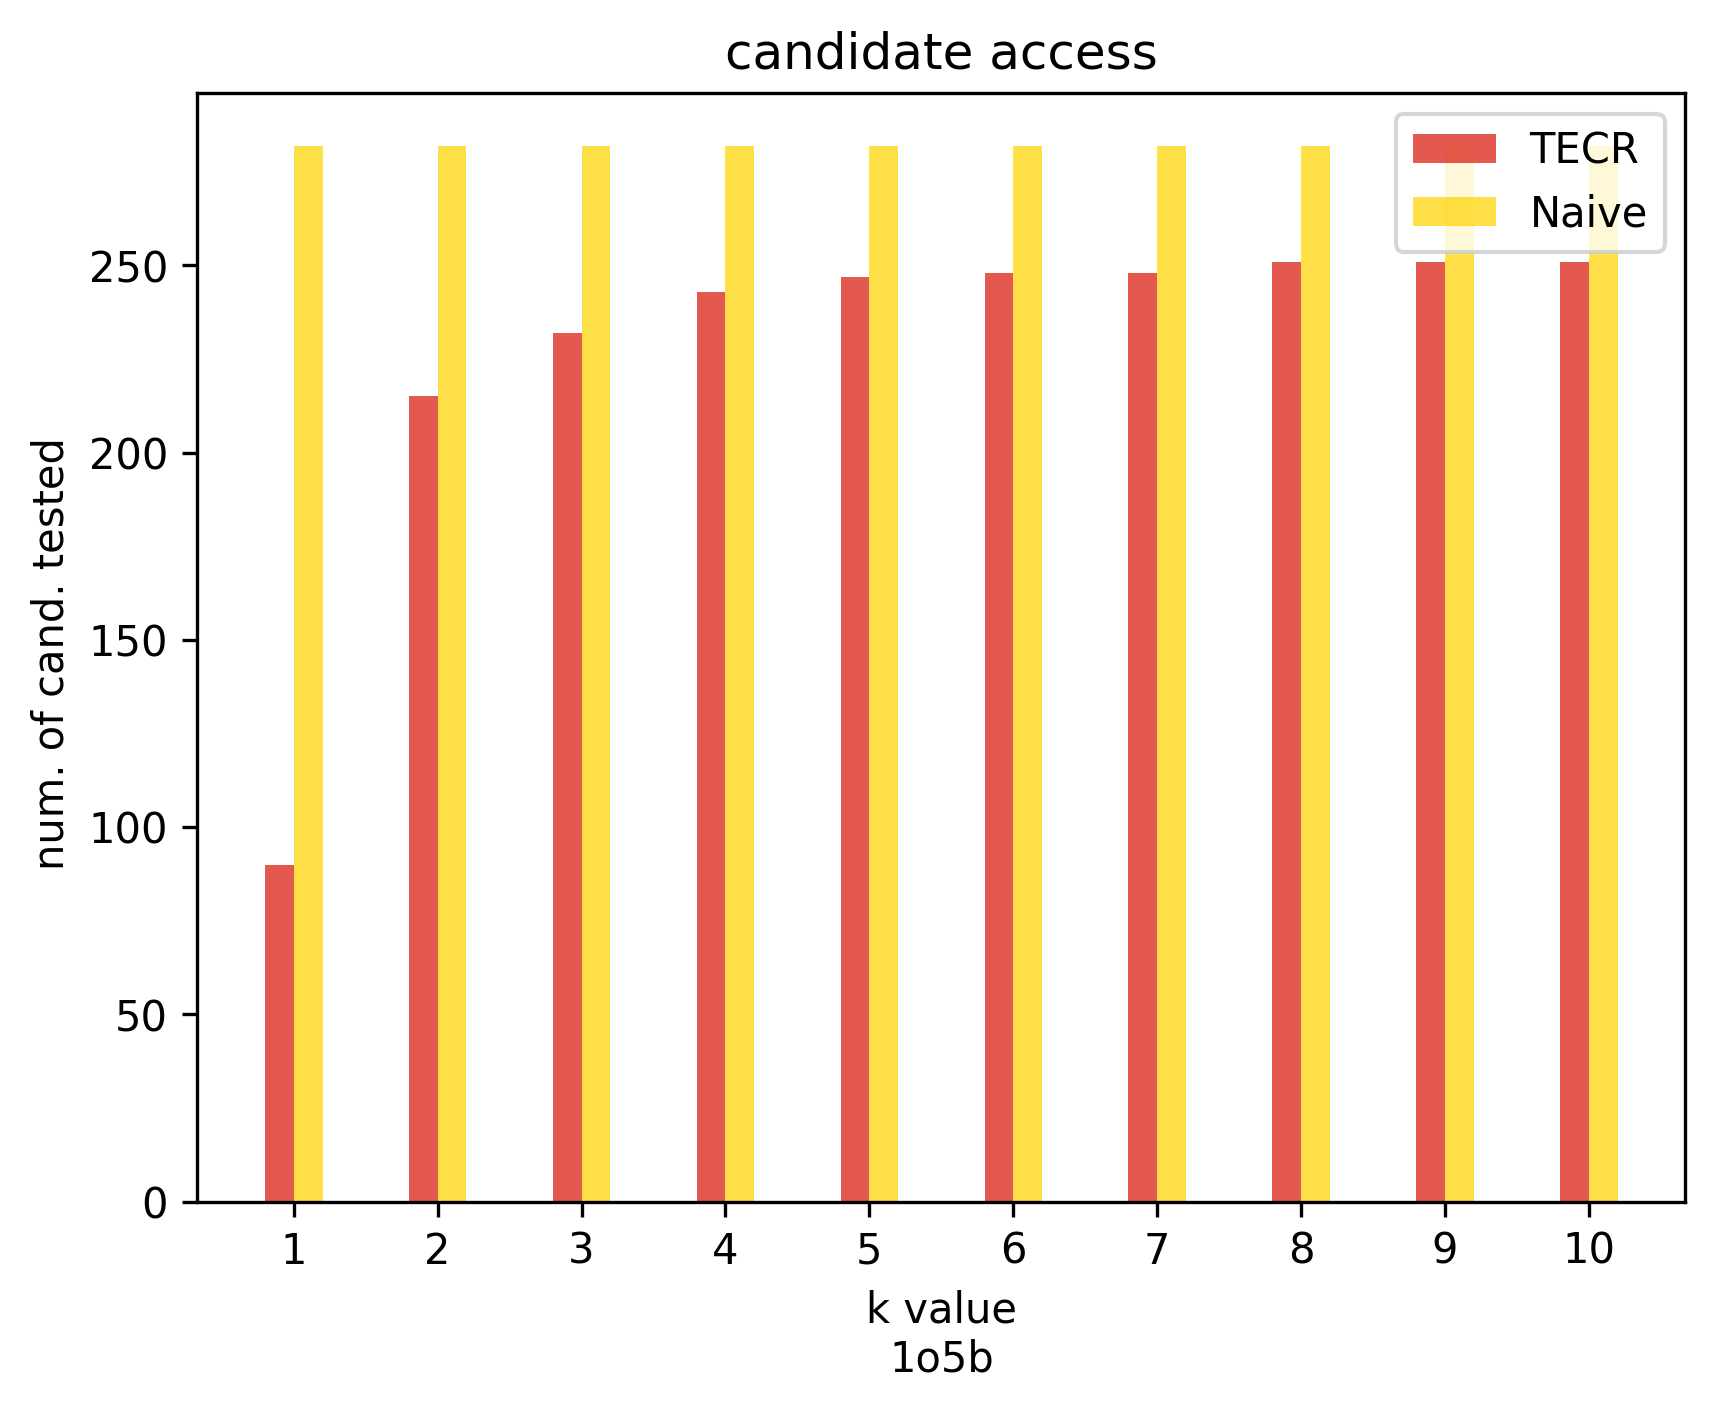 candidate access
TECR
Naive
250
200
150
100
50
0
num. of cand. tested
1 2 3 4 5 6 7 8 9 10
k value
1o5b